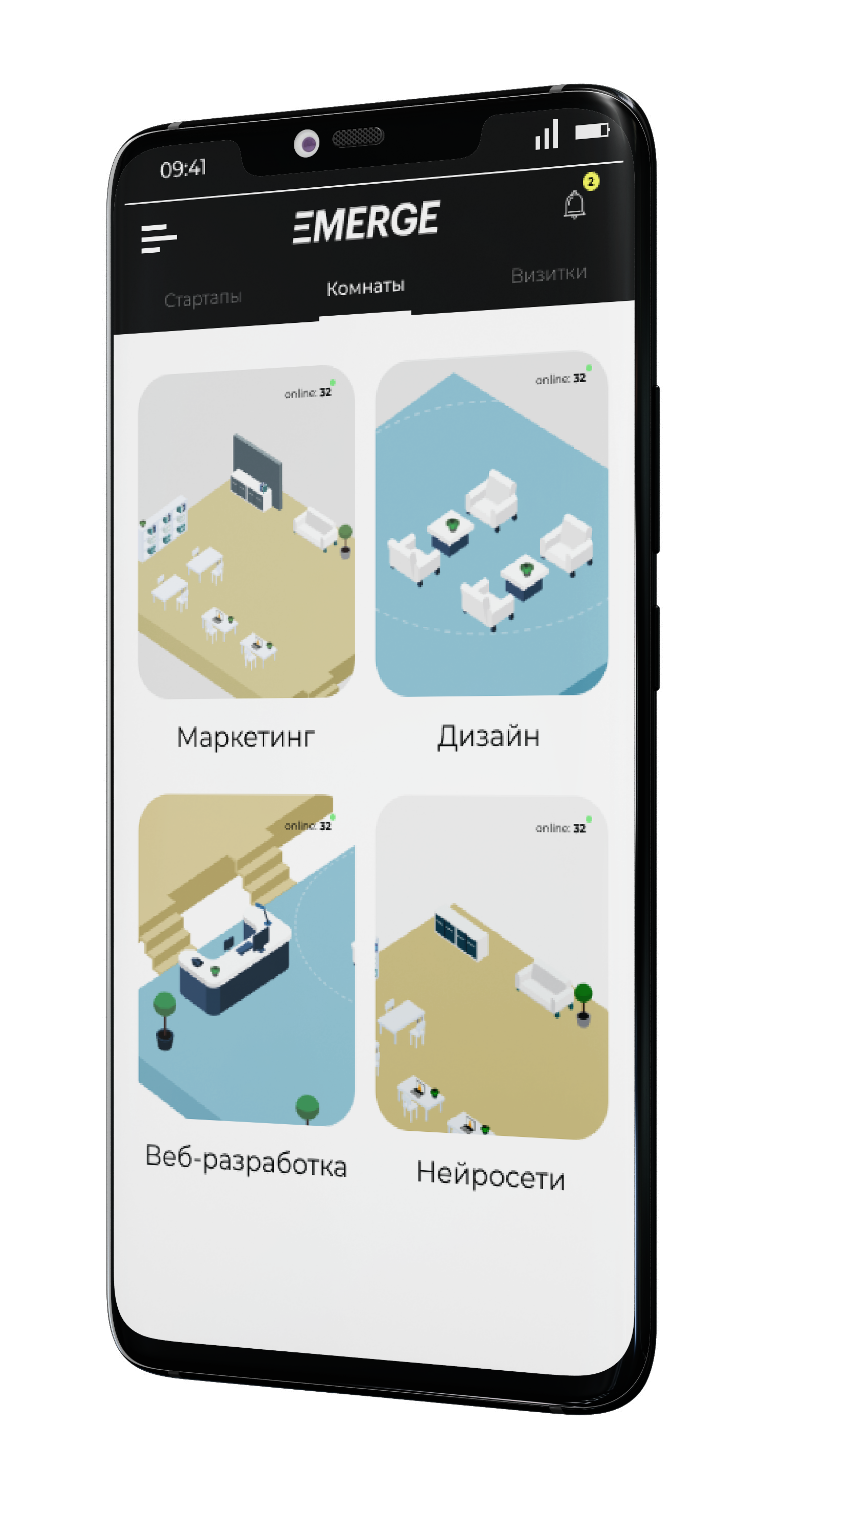 09:41
2
EMERGE
Стартапы Комнаты Визитки
online: 32 online: 32
Маркетинг Дизайн
online: 32 online: 32
Веб-разработка Нейросети